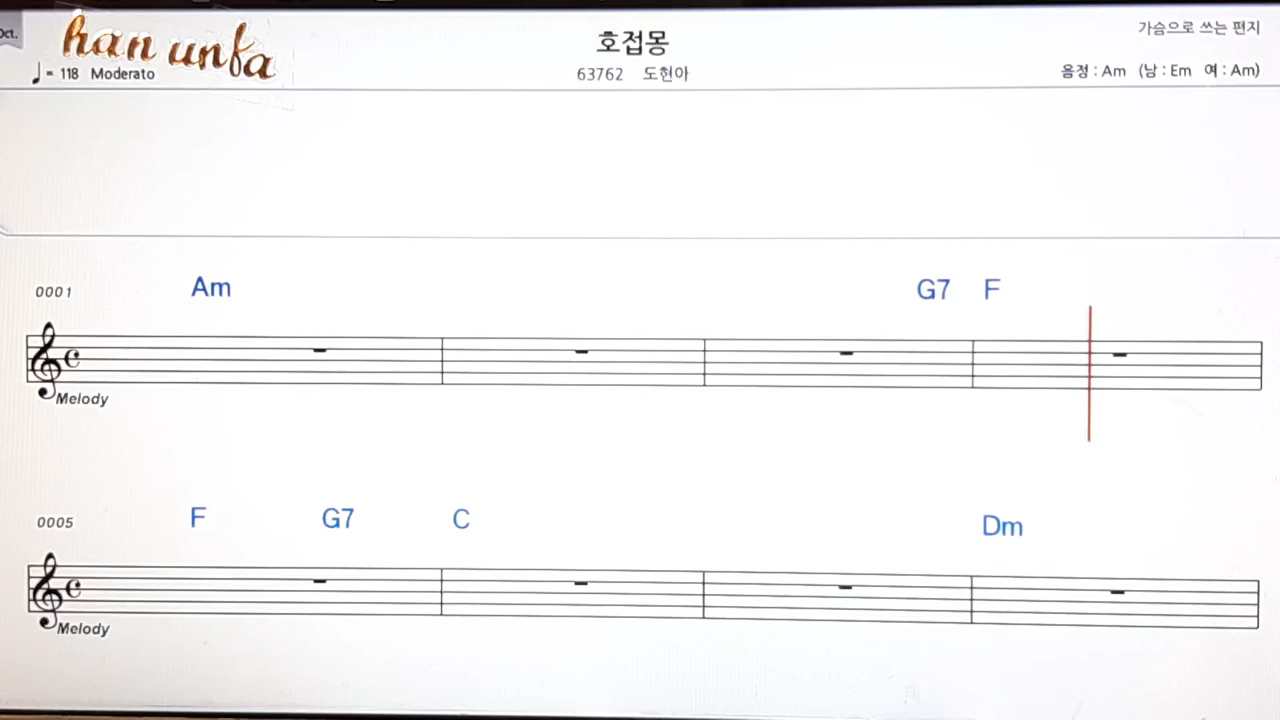 Oct.
han unfa
가슴으로 쓰는 편지
호접몽
♩= 118 Moderato
63762 도현아
음정 : Am (남 : Em 여 : Am)
0001 Am G7 F
Melody
0005 F G7 C Dm
Melody